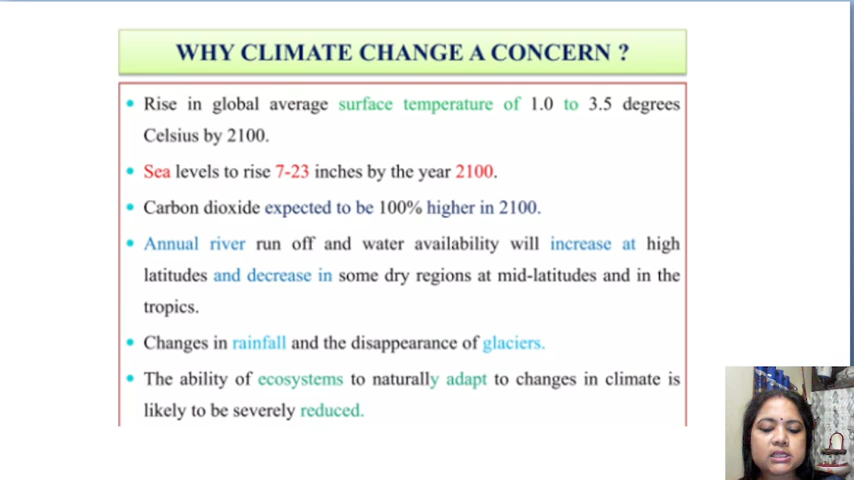 WHY CLIMATE CHANGE A CONCERN ?
Rise in global average surface temperature of 1.0 to 3.5 degrees
Celsius by 2100.
Sea levels to rise 7-23 inches by the year 2100.
Carbon dioxide expected to be 100% higher in 2100.
Annual river run off and water availability will increase at high
latitudes and decrease in some dry regions at mid-latitudes and in the
tropics.
Changes in rainfall and the disappearance of glaciers.
The ability of ecosystems to naturally adapt to changes in climate is
likely to be severely reduced.